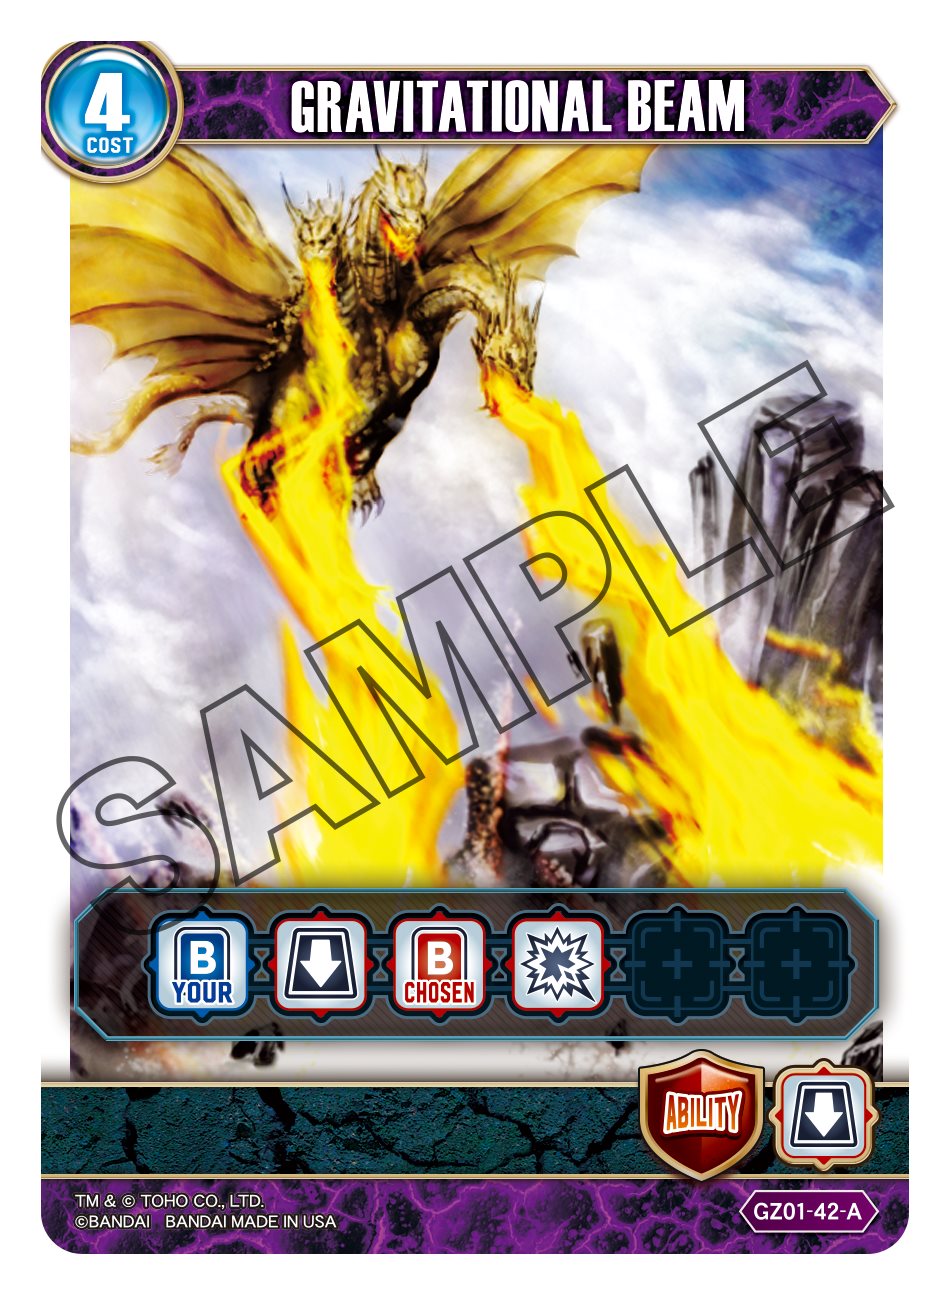 4
COST
GRAVITATIONAL BEAM
SAMPLE
B
YOUR
B
CHOSEN
ABILITY
TM & © TOHO CO., LTD.
©BANDAI BANDAI MADE IN USA
GZ01-42-A